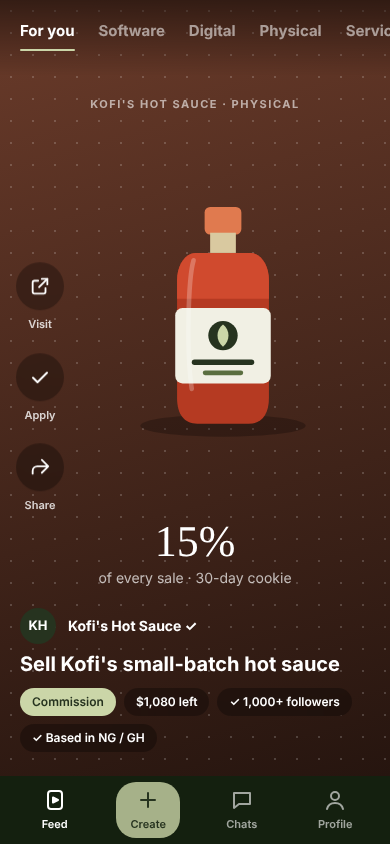 For you Software Digital Physical Servic
KOFI'S HOT SAUCE · PHYSICAL
Visit
Apply
Share
15%
of every sale · 30-day cookie
KH Kofi's Hot Sauce ✓
Sell Kofi's small-batch hot sauce
Commission $1,080 left ✓ 1,000+ followers
✓ Based in NG / GH
Feed Create Chats Profile